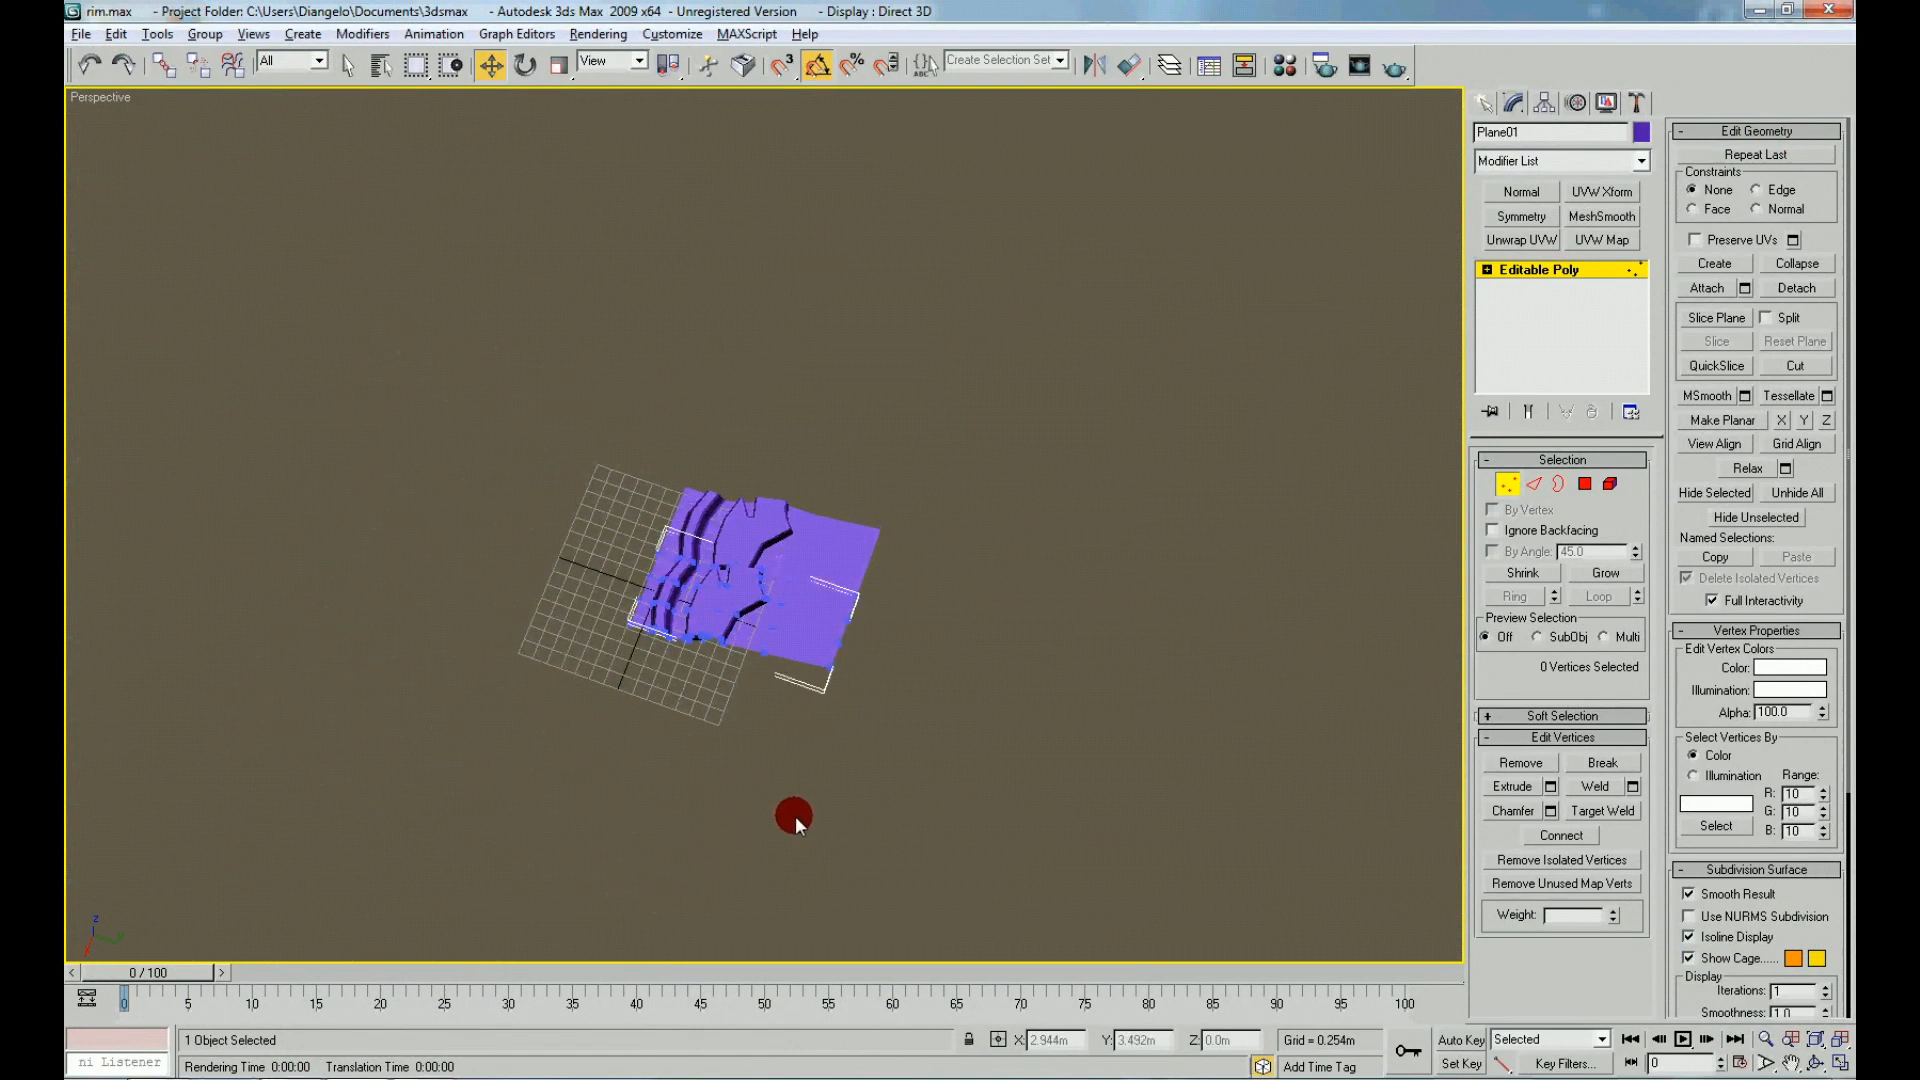 rim.max - Project Folder: C:\Users\Diangelo\Documents\3dsmax - Autodesk 3ds Max 2009 x64 - Unregistered Version - Display : Direct 3D
File Edit Tools Group Views Create Modifiers Animation Graph Editors Rendering Customize MAXScript Help
All View 3 % ABC Create Selection Set
Perspective
Plane01
Modifier List
Normal UVW Xform
Symmetry MeshSmooth
Unwrap UVW UVW Map
Editable Poly
Selection
By Vertex
Ignore Backfacing
By Angle: 45.0
Shrink Grow
Ring Loop
Preview Selection
Off SubObj Multi
0 Vertices Selected
Soft Selection
Edit Vertices
Remove Break
Extrude Weld
Chamfer Target Weld
Connect
Remove Isolated Vertices
Remove Unused Map Verts
Weight:
Edit Geometry
Repeat Last
Constraints
None Edge
Face Normal
Preserve UVs
Create Collapse
Attach Detach
Slice Plane Split
Slice Reset Plane
QuickSlice Cut
MSmooth Tessellate
Make Planar X Y Z
View Align Grid Align
Relax
Hide Selected Unhide All
Hide Unselected
Named Selections:
Copy Paste
Delete Isolated Vertices
Full Interactivity
Vertex Properties
Edit Vertex Colors
Color:
Illumination:
Alpha: 100.0
Select Vertices By
Color
Illumination Range:
R: 10
G: 10
Select B: 10
Subdivision Surface
Smooth Result
Use NURMS Subdivision
Isoline Display
Show Cage......
Display
Iterations: 1
Smoothness: 1.0
z
0 / 100
0 5 10 15 20 25 30 35 40 45 50 55 60 65 70 75 80 85 90 95 100
1 Object Selected X: 2.944m Y: 3.492m Z: 0.0m Grid = 0.254m Auto Key Selected
ni Listener Rendering Time 0:00:00 Translation Time 0:00:00 Add Time Tag Set Key Key Filters... 0